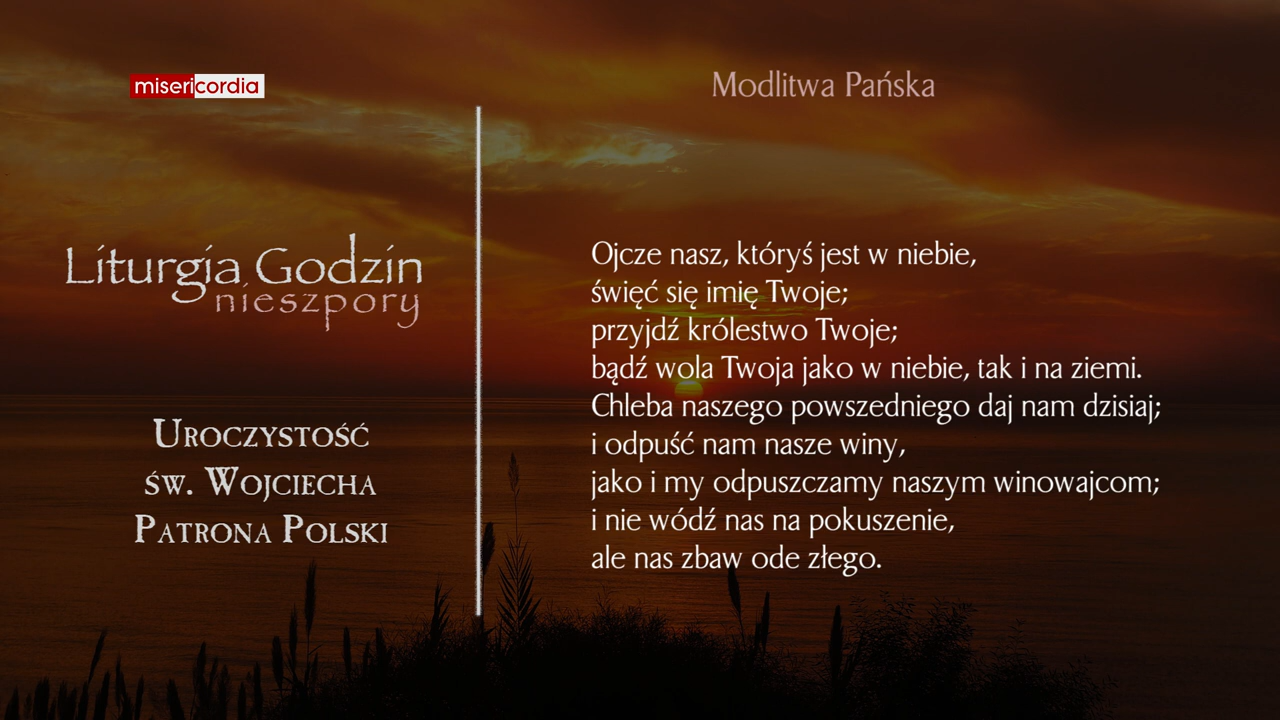 misericordia
Liturgia Godzin
nieszpory
Uroczystość
św. Wojciecha
Patrona Polski
Modlitwa Pańska
Ojcze nasz, któryś jest w niebie,
święć się imię Twoje;
przyjdź królestwo Twoje;
bądź wola Twoja jako w niebie, tak i na ziemi.
Chleba naszego powszedniego daj nam dzisiaj;
i odpuść nam nasze winy,
jako i my odpuszczamy naszym winowajcom;
i nie wódź nas na pokuszenie,
ale nas zbaw ode złego.